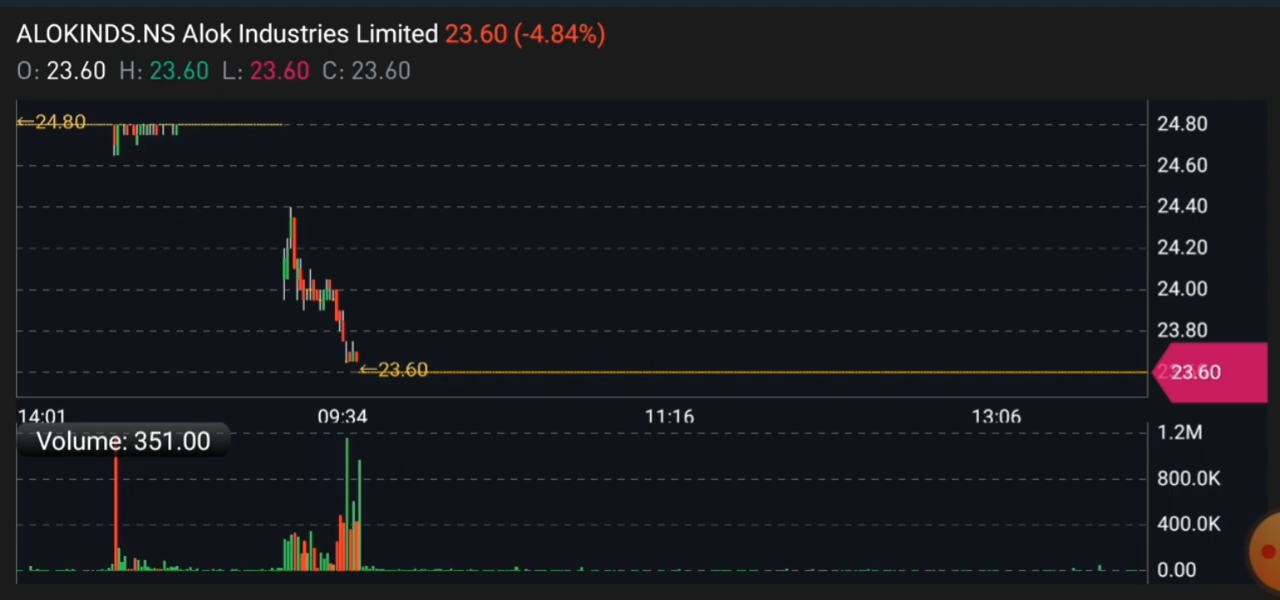 ALOKINDS.NS Alok Industries Limited 23.60 (-4.84%)
O: 23.60 H: 23.60 L: 23.60 C: 23.60
←24.80
24.80
24.60
24.40
24.20
24.00
23.80
←23.60
23.60
14:01 09:34 11:16 13:06
Volume: 351.00
1.2M
800.0K
400.0K
0.00